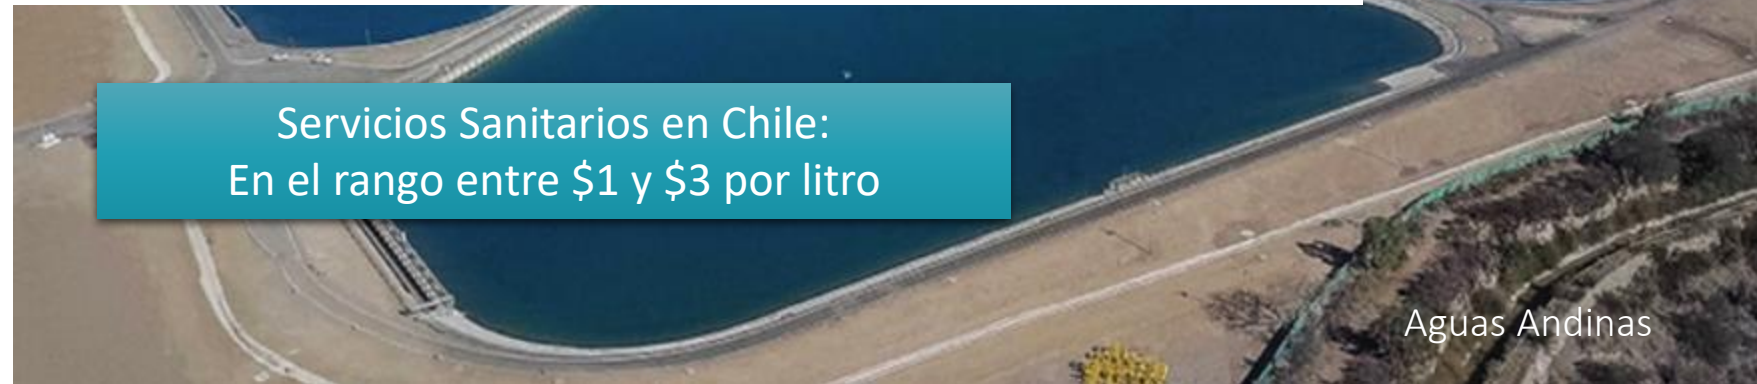 Servicios Sanitarios en Chile:
En el rango entre $1 y $3 por litro
Aguas Andinas